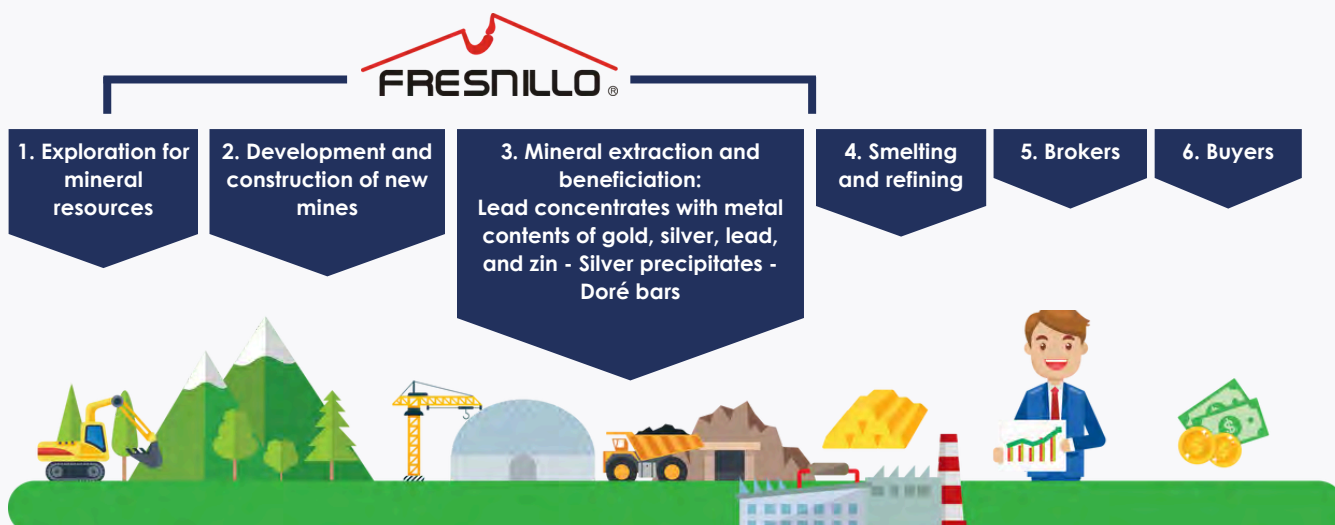 FRESNILLO ®
1. Exploration for
mineral
resources
2. Development and
construction of new
mines
3. Mineral extraction and
beneficiation:
Lead concentrates with metal
contents of gold, silver, lead,
and zin - Silver precipitates -
Doré bars
4. Smelting
and refining
5. Brokers
6. Buyers